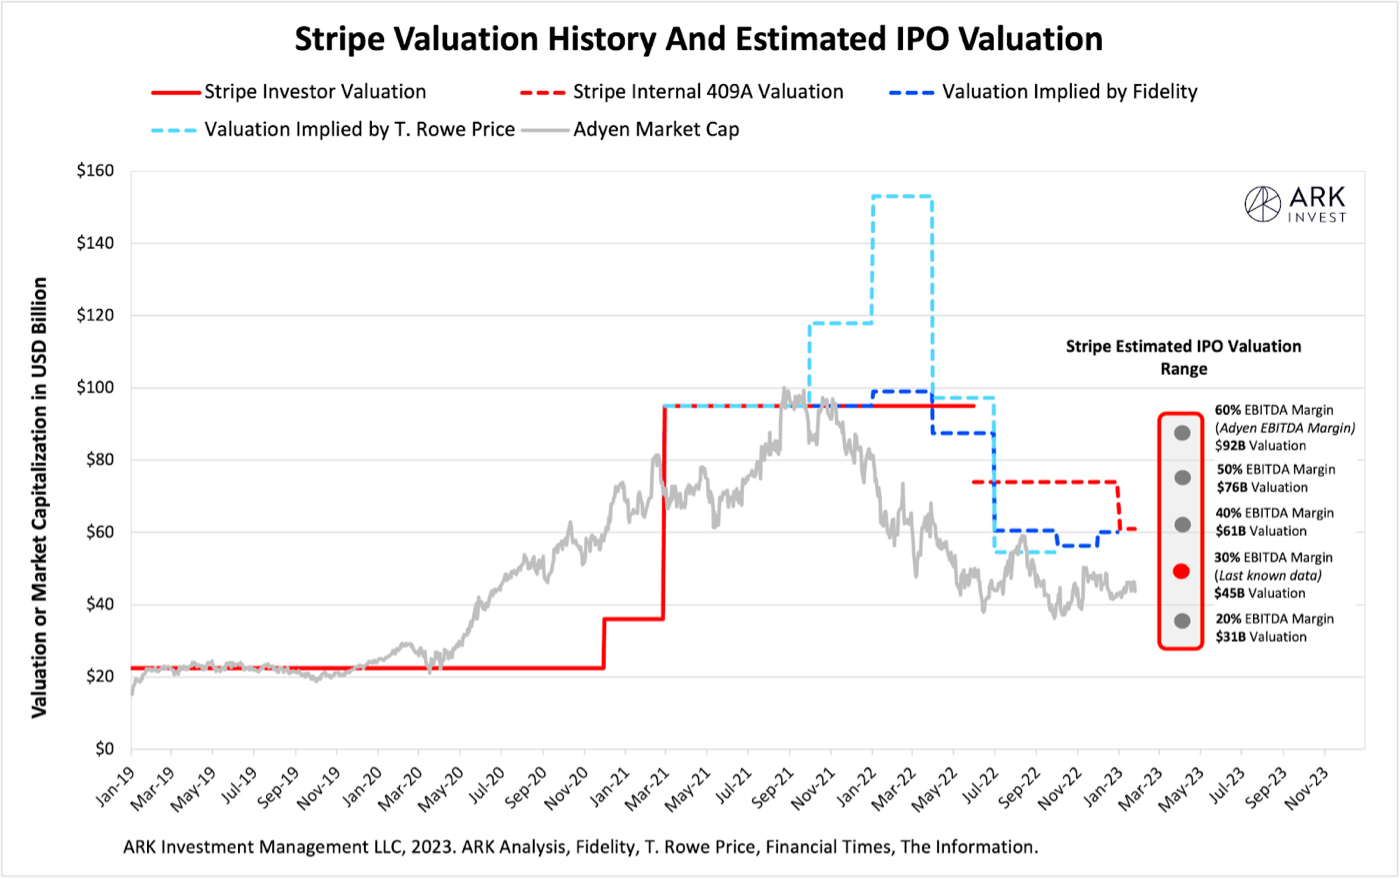 Stripe Valuation History And Estimated IPO Valuation
Stripe Investor Valuation
Stripe Internal 409A Valuation
Valuation Implied by Fidelity
Valuation Implied by T. Rowe Price
Adyen Market Cap
Valuation or Market Capitalization in USD Billion
$160
$140
$120
$100
$80
$60
$40
$20
$0
ARK
INVEST
Stripe Estimated IPO Valuation
Range
60% EBITDA Margin
(Adyen EBITDA Margin)
$92B Valuation
50% EBITDA Margin
$76B Valuation
40% EBITDA Margin
$61B Valuation
30% EBITDA Margin
(Last known data)
$45B Valuation
20% EBITDA Margin
$31B Valuation
Jan-19
Mar-19
May-19
Jul-19
Sep-19
Nov-19
Jan-20
Mar-20
May-20
Jul-20
Sep-20
Nov-20
Jan-21
Mar-21
May-21
Jul-21
Sep-21
Nov-21
Jan-22
Mar-22
May-22
Jul-22
Sep-22
Nov-22
Jan-23
Mar-23
May-23
Jul-23
Sep-23
Nov-23
ARK Investment Management LLC, 2023. ARK Analysis, Fidelity, T. Rowe Price, Financial Times, The Information.